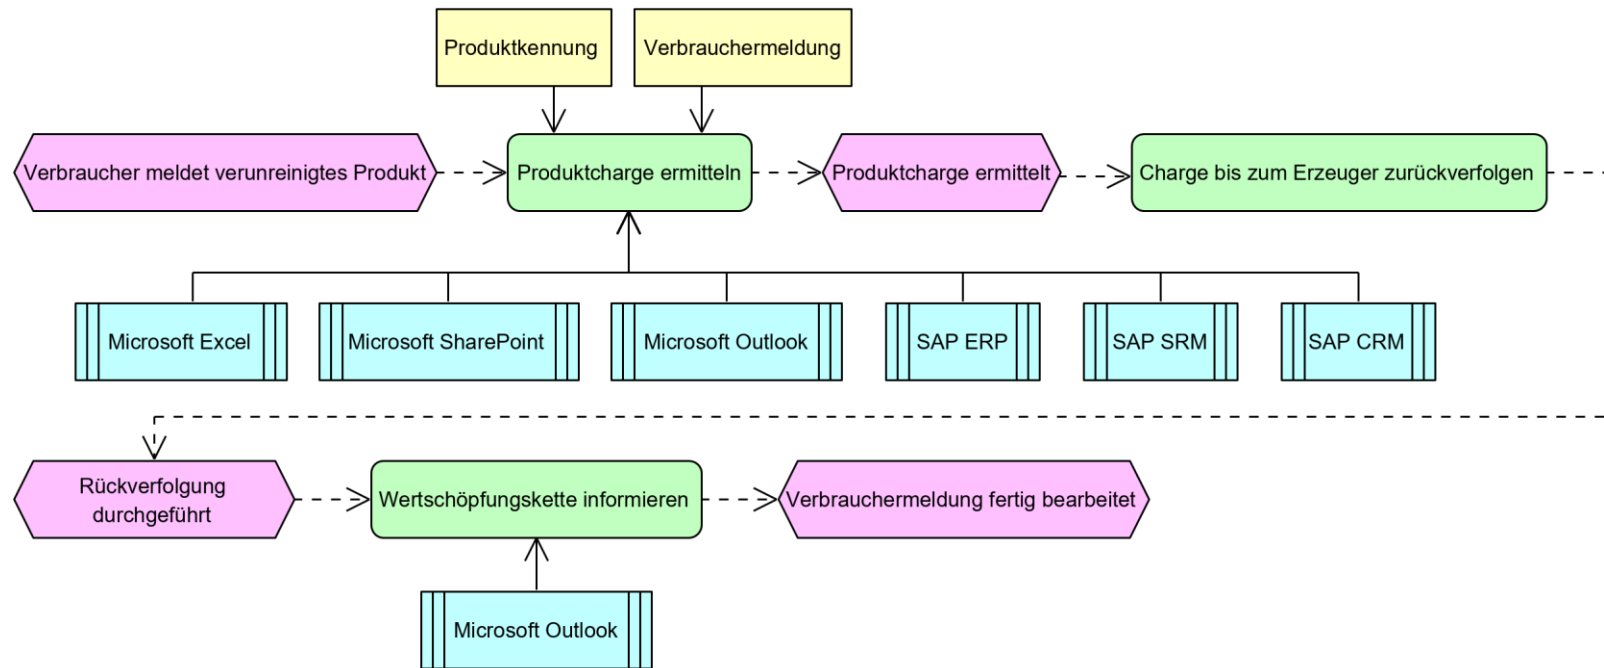 Produktkennung
Verbrauchermeldung
Verbraucher meldet verunreinigtes Produkt
Produktcharge ermitteln
Produktcharge ermittelt
Charge bis zum Erzeuger zurückverfolgen
Microsoft Excel
Microsoft SharePoint
Microsoft Outlook
SAP ERP
SAP SRM
SAP CRM
Rückverfolgung
durchgeführt
Wertschöpfungskette informieren
Verbrauchermeldung fertig bearbeitet
Microsoft Outlook